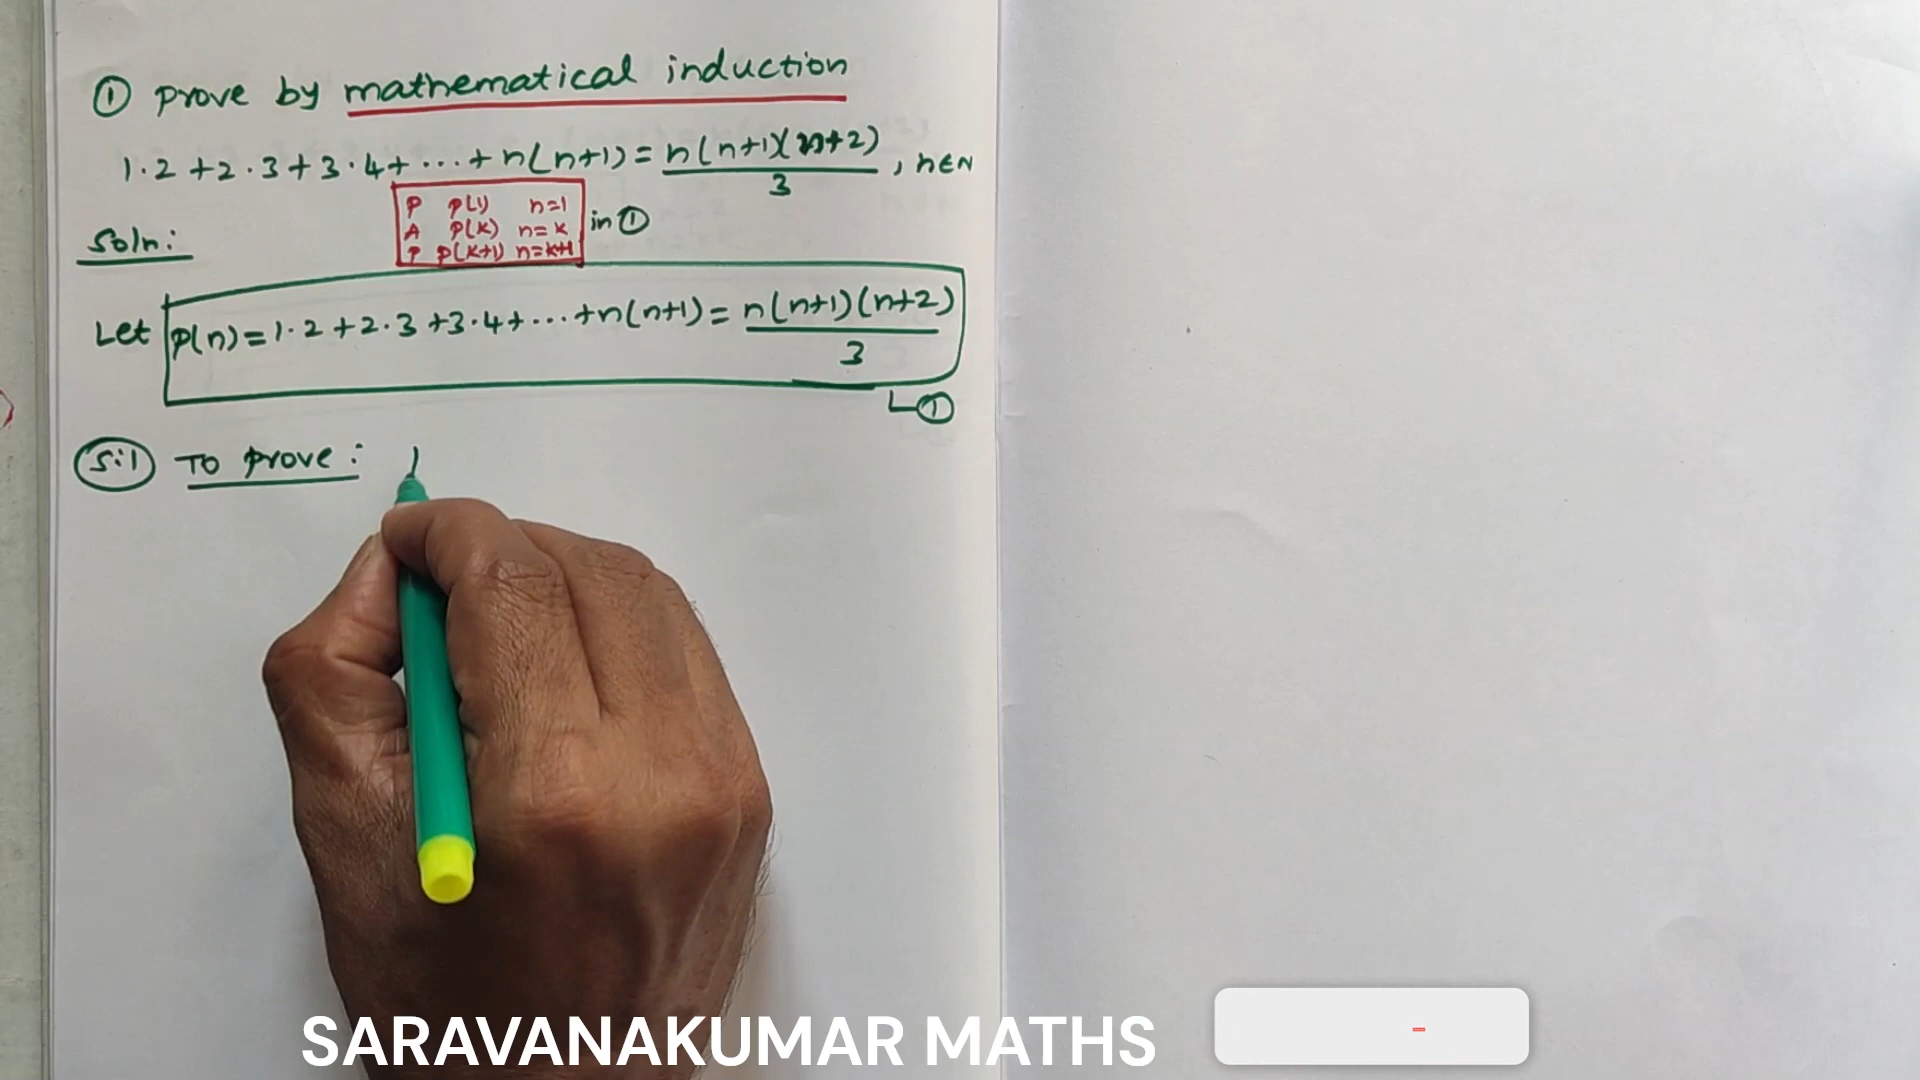 ① prove by mathematical induction
1·2+2·3+3·4+...+n(n+1)=n(n+1)(n+2)/3, n∈N
P P(1) n=1
A P(k) n=k in ①
P P(k+1) n=k+1
Soln:
Let P(n)=1·2+2·3+3·4+...+n(n+1)=n(n+1)(n+2)/3
①
S:1 To prove:
SARAVANAKUMAR MATHS